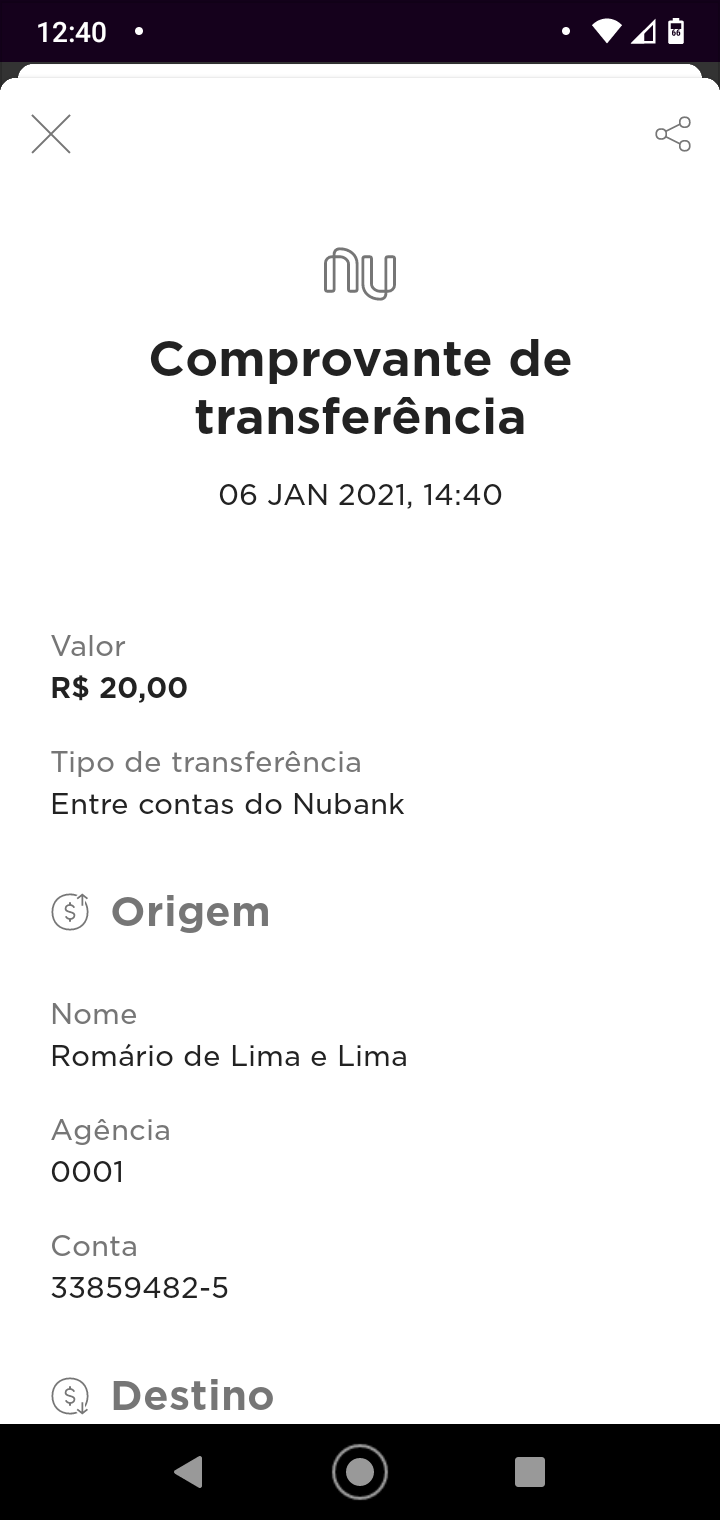 12:40
66
nu
Comprovante de
transferência
06 JAN 2021, 14:40
Valor
R$ 20,00
Tipo de transferência
Entre contas do Nubank
$ Origem
Nome
Romário de Lima e Lima
Agência
0001
Conta
33859482-5
$ Destino